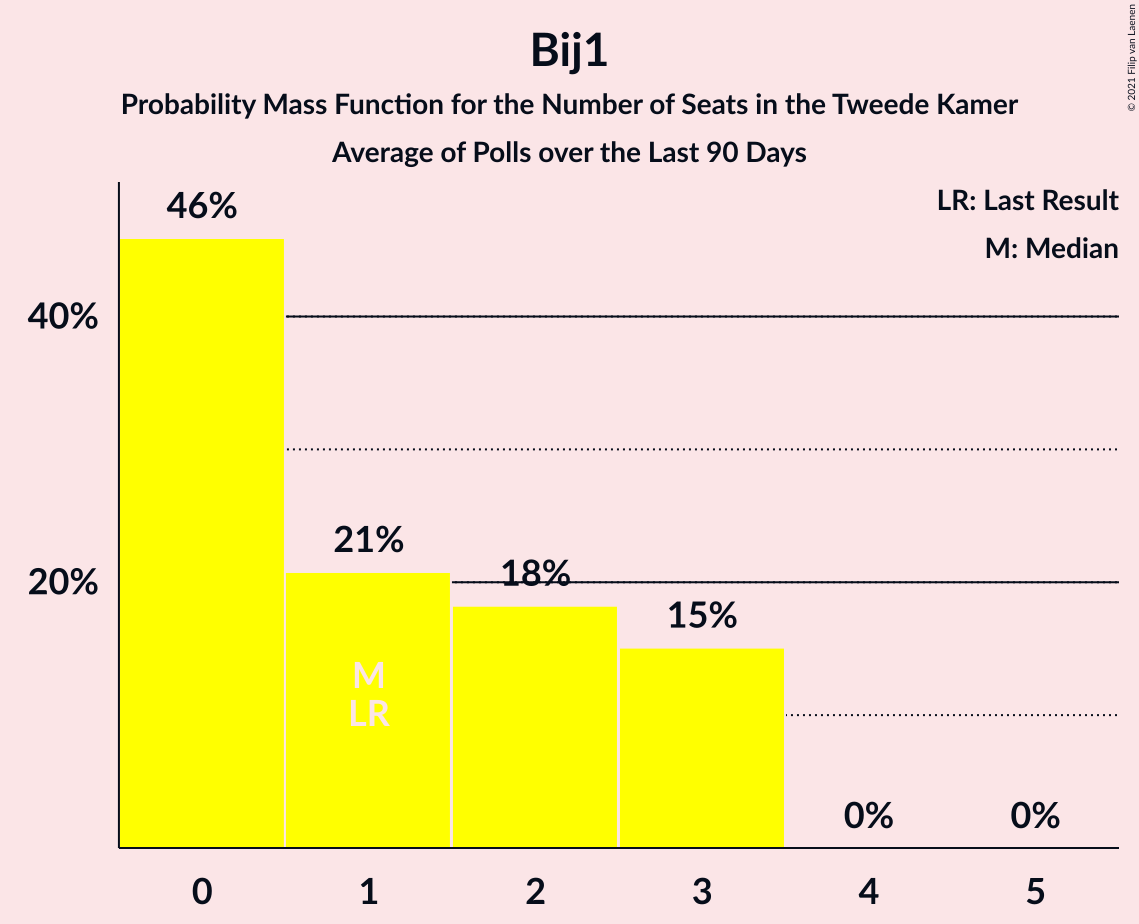 Bij1
Probability Mass Function for the Number of Seats in the Tweede Kamer
Average of Polls over the Last 90 Days
© 2021 Filip van Laenen
LR: Last Result
M: Median
46%
40%
21%
18%
20%
15%
M
LR
0%
0%
0
1
2
3
4
5